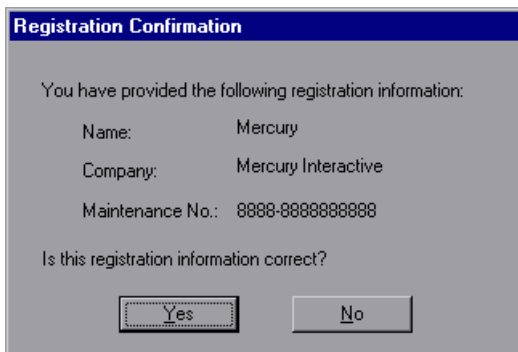 Registration Confirmation
You have provided the following registration information:
Name: Mercury
Company: Mercury Interactive
Maintenance No.: 8888-8888888888
Is this registration information correct?
Yes No